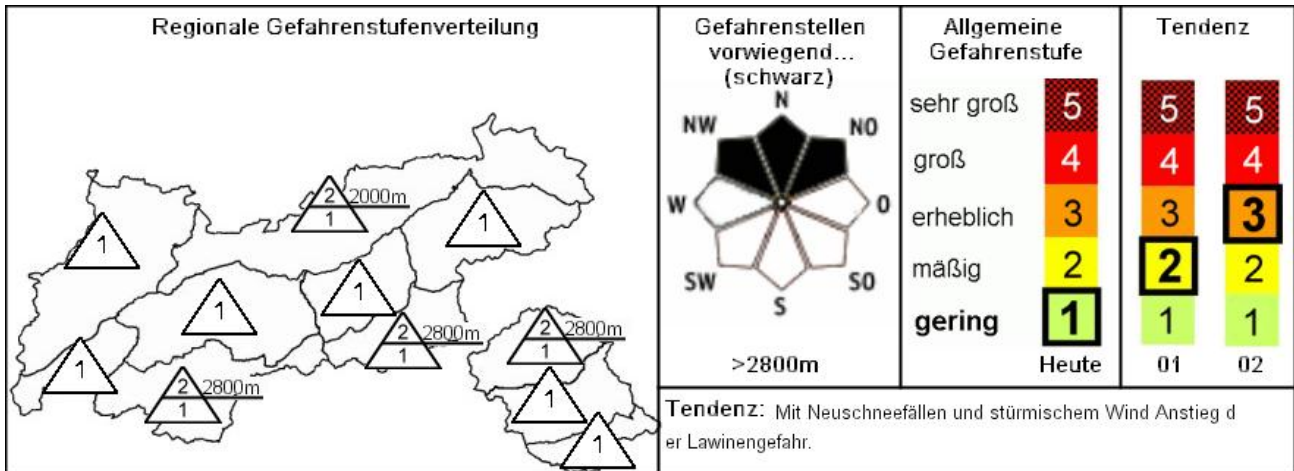 Regionale Gefahrenstufenverteilung
1
2
1
2000m
1
1
1
1
2
1
2800m
2
1
2800m
2
1
2800m
1
1
Gefahrenstellen
vorwiegend...
(schwarz)
N
NW
NO
W
O
SW
SO
S
>2800m
Allgemeine
Gefahrenstufe
sehr groß 5
groß 4
erheblich 3
mäßig 2
gering 1
Heute
Tendenz
5 5
4 4
3 3
2 2
1 1
01 02
Tendenz: Mit Neuschneefällen und stürmischem Wind Anstieg d
er Lawinengefahr.